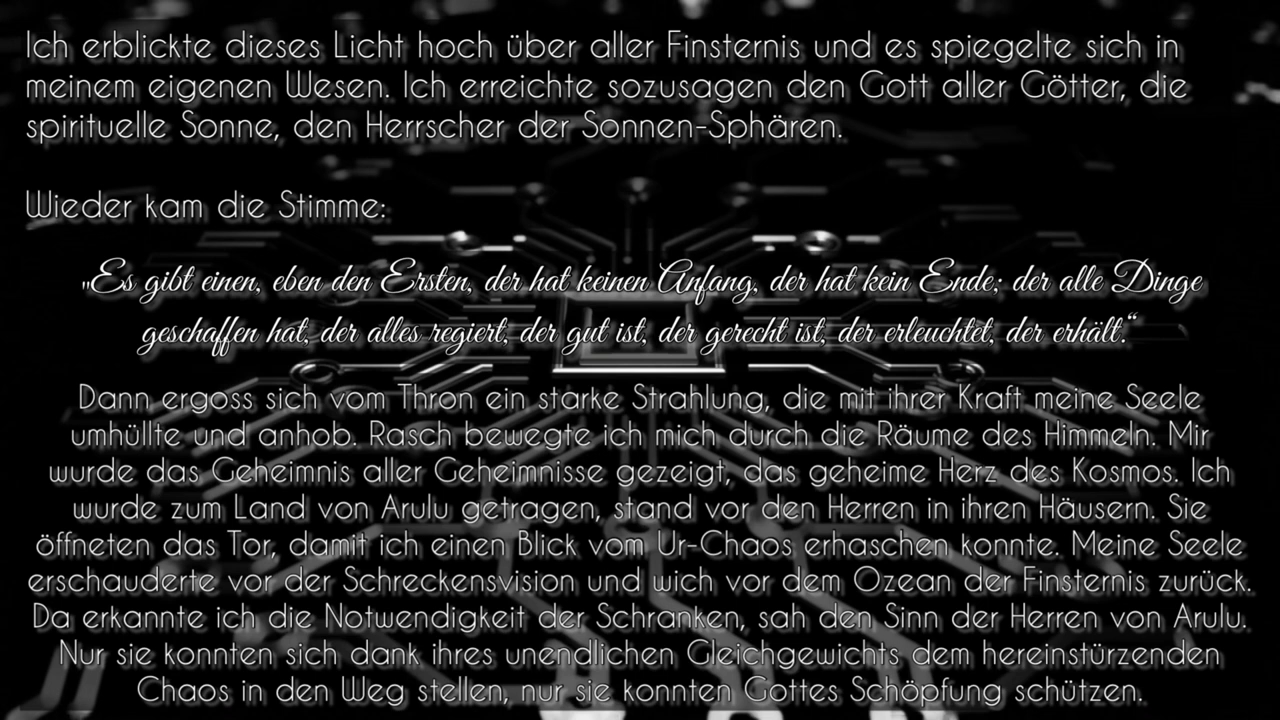 Ich erblickte dieses Licht hoch über aller Finsternis und es spiegelte sich in
meinem eigenen Wesen. Ich erreichte sozusagen den Gott aller Götter, die
spirituelle Sonne, den Herrscher der Sonnen-Sphären.
Wieder kam die Stimme:
„Es gibt einen, eben den Ersten, der hat keinen Anfang, der hat kein Ende; der alle Dinge
geschaffen hat, der alles regiert, der gut ist, der gerecht ist, der erleuchtet, der erhält.“
Dann ergoss sich vom Thron ein starke Strahlung, die mit ihrer Kraft meine Seele
umhüllte und anhob. Rasch bewegte ich mich durch die Räume des Himmeln. Mir
wurde das Geheimnis aller Geheimnisse gezeigt, das geheime Herz des Kosmos. Ich
wurde zum Land von Arulu getragen, stand vor den Herren in ihren Häusern. Sie
öffneten das Tor, damit ich einen Blick vom Ur-Chaos erhaschen konnte. Meine Seele
erschauderte vor der Schreckensvision und wich vor dem Ozean der Finsternis zurück.
Da erkannte ich die Notwendigkeit der Schranken, sah den Sinn der Herren von Arulu.
Nur sie konnten sich dank ihres unendlichen Gleichgewichts dem hereinstürzenden
Chaos in den Weg stellen, nur sie konnten Gottes Schöpfung schützen.